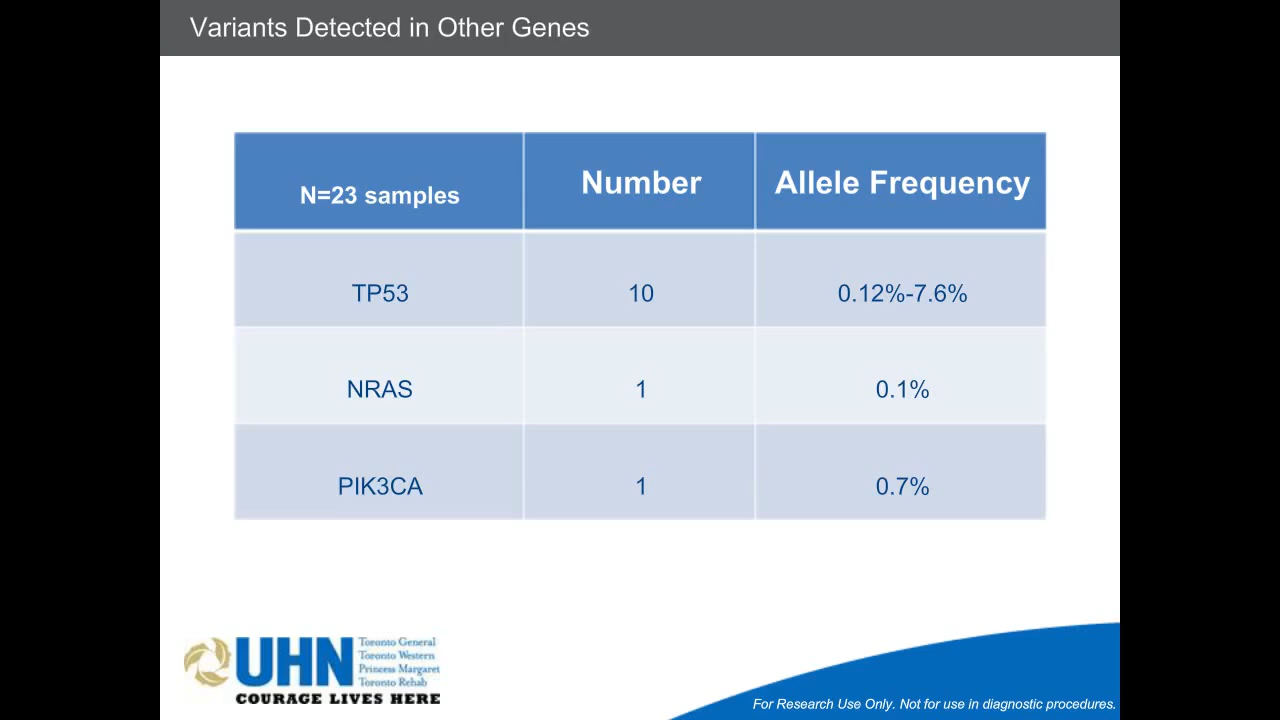 Variants Detected in Other Genes
N=23 samples Number Allele Frequency
TP53 10 0.12%-7.6%
NRAS 1 0.1%
PIK3CA 1 0.7%
UHN
Toronto General
Toronto Western
Princess Margaret
Toronto Rehab
COURAGE LIVES HERE
For Research Use Only. Not for use in diagnostic procedures.